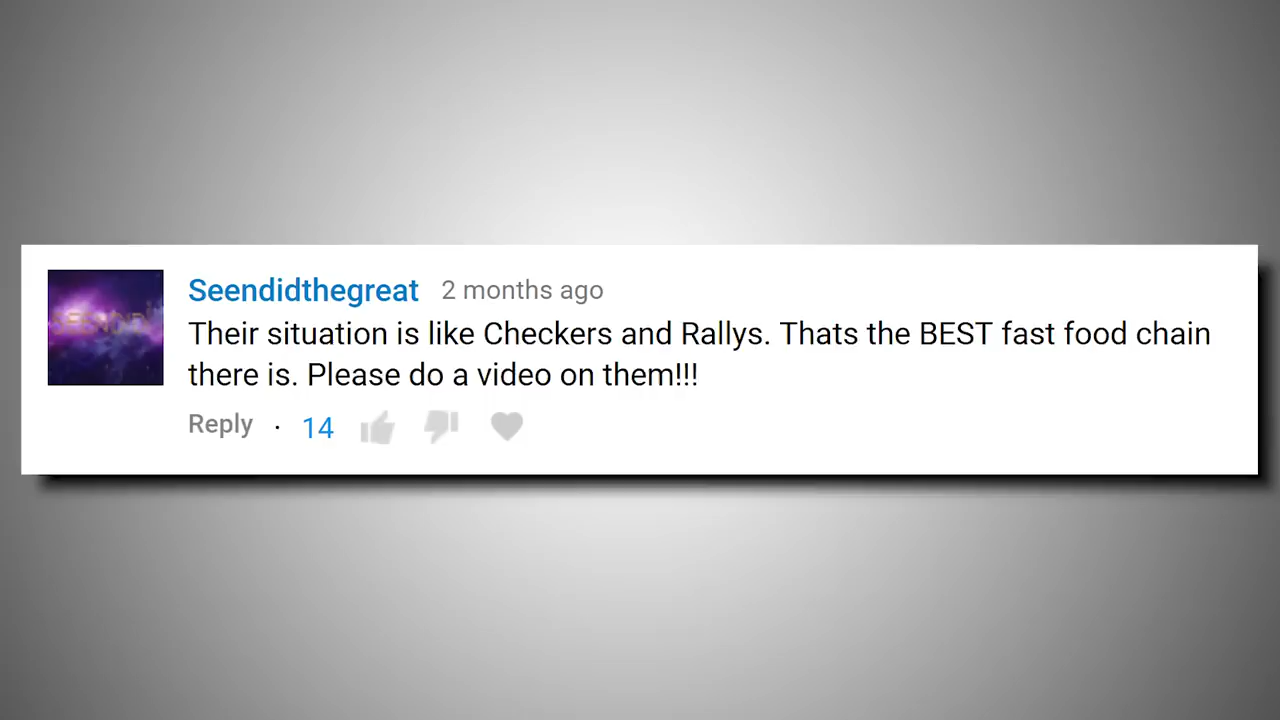 Seendidthegreat 2 months ago
Their situation is like Checkers and Rallys. Thats the BEST fast food chain
there is. Please do a video on them!!!
Reply · 14